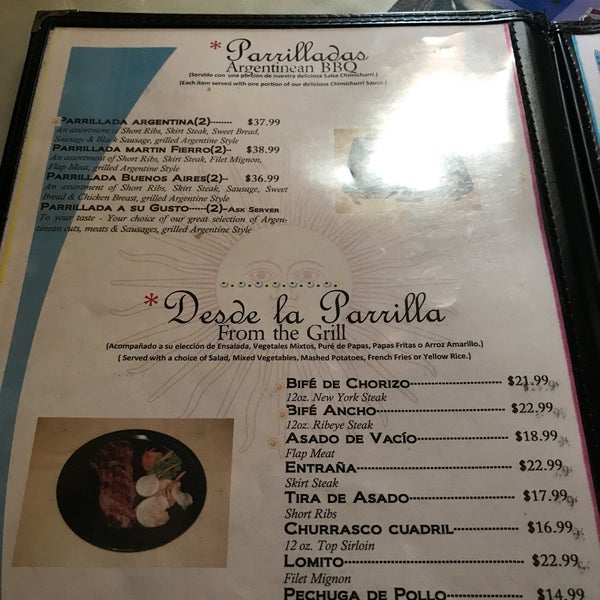 * Parrilladas
Argentinean BBQ
(Servido con una portion de nuestra deliciosa Salsa Chimichurri.)
(Each item served with one portion of our delicious Chimichurri Sauce.)
Parrillada argentina(2)-------- $37.99
An assortment of Short Ribs, Skirt Steak, Sweet Bread,
Sausage & Black Sausage, grilled Argentine Style
Parrillada martin Fierro(2)-- $38.99
An assortment of Short Ribs, Skirt Steak, Filet Mignon,
Flap Meat, grilled Argentine Style
Parrillada Buenos Aires(2)-- $36.99
An assortment of Short Ribs, Skirt Steak, Sausage, Sweet
Bread & Chicken Breast, grilled Argentine Style
Parrillada a su Gusto------(2)-Ask Server
To your taste - Your choice of our great selection of Argen-
tinean cuts, meats & Sausages, grilled Argentine Style
* Desde la Parrilla
From the Grill
(Acompañado a su elección de Ensalada, Vegetales Mixtos, Puré de Papas, Papas Fritas o Arroz Amarillo.)
( Served with a choice of Salad, Mixed Vegetables, Mashed Potatoes, French Fries or Yellow Rice.)
Bifé de Chorizo------------------ $21.99
12oz. New York Steak
Bifé Ancho------------------------- $22.99
12oz. Ribeye Steak
Asado de Vacío------------------ $18.99
Flap Meat
Entraña------------------------------- $22.99
Skirt Steak
Tira de Asado--------------------- $17.99
Short Ribs
Churrasco cuadril------------- $16.99
12 oz. Top Sirloin
Lomito--------------------------------- $22.99
Filet Mignon
Pechuga de Pollo-------------- $14.99